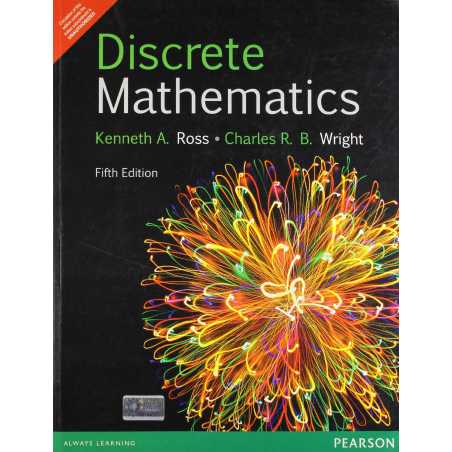 Discrete
Mathematics
Kenneth A. Ross • Charles R. B. Wright
Fifth Edition
ALWAYS LEARNING
PEARSON